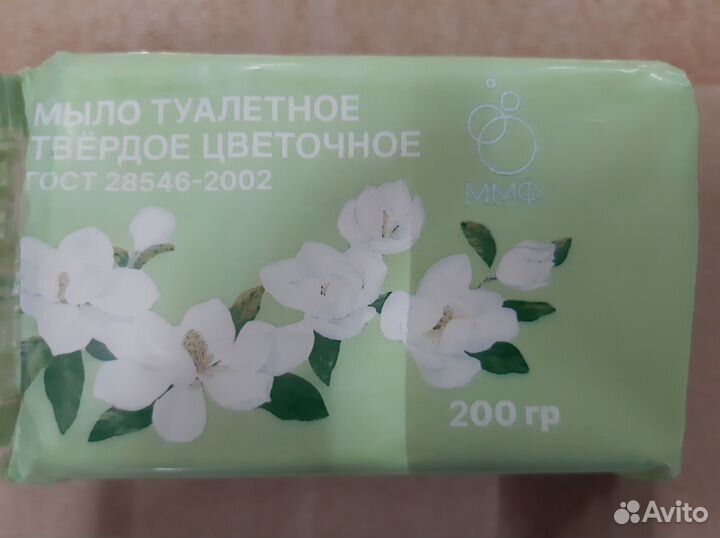 МЫЛО ТУАЛЕТНОЕ
ТВЁРДОЕ ЦВЕТОЧНОЕ
ГОСТ 28546-2002
ММФ
200 гр
Avito